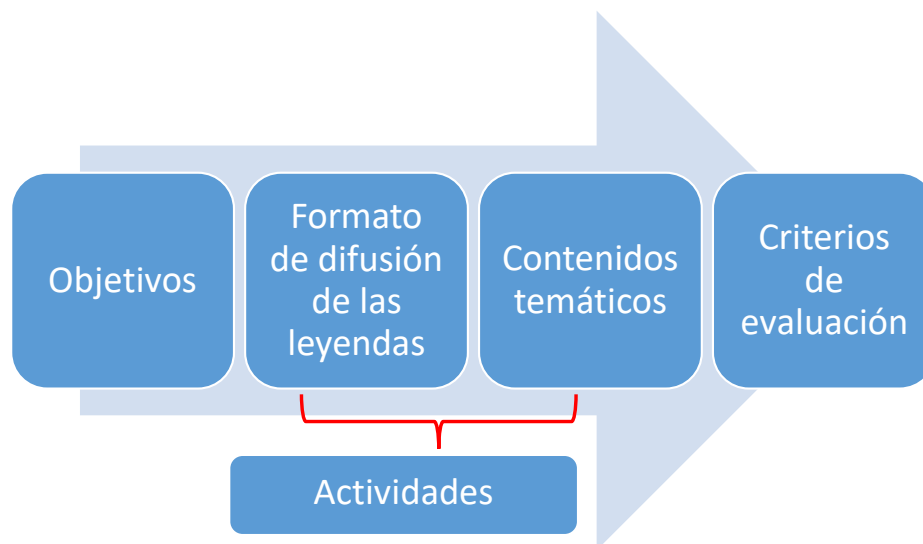 Objetivos
Formato
de difusión
de las
leyendas
Contenidos
temáticos
Criterios
de
evaluación
Actividades